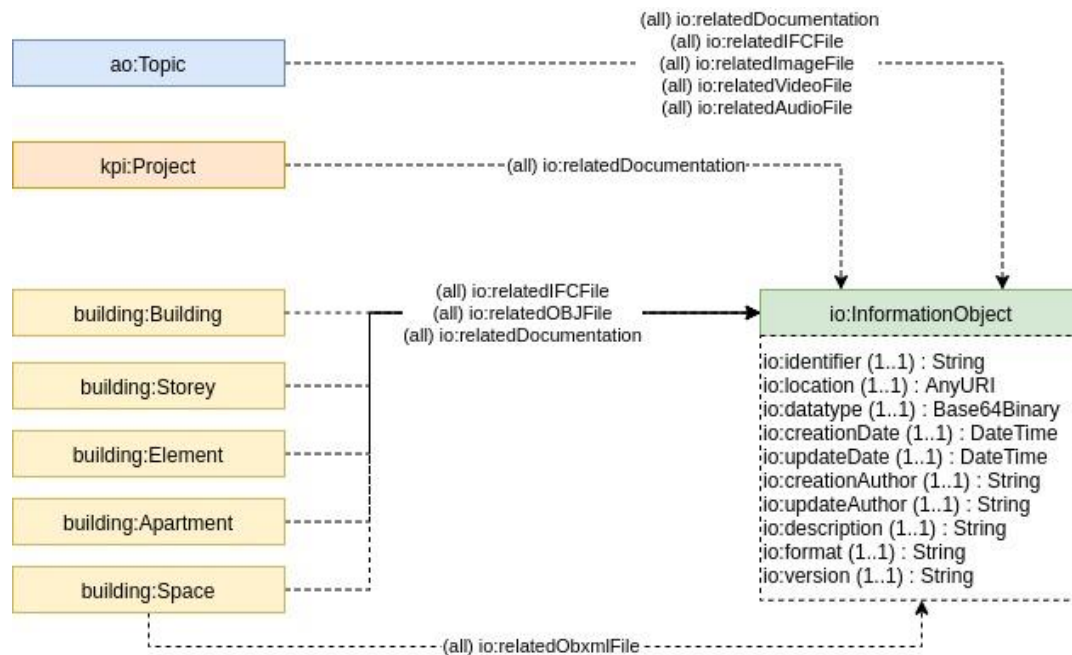 (all) io:relatedDocumentation
(all) io:relatedIFCFile
(all) io:relatedImageFile
(all) io:relatedVideoFile
(all) io:relatedAudioFile
ao:Topic
kpi:Project
(all) io:relatedDocumentation
(all) io:relatedIFCFile
(all) io:relatedOBJFile
(all) io:relatedDocumentation
building:Building
building:Storey
building:Element
building:Apartment
building:Space
io:InformationObject
io:identifier (1..1) : String
io:location (1..1) : AnyURI
io:datatype (1..1) : Base64Binary
io:creationDate (1..1) : DateTime
io:updateDate (1..1) : DateTime
io:creationAuthor (1..1) : String
io:updateAuthor (1..1) : String
io:description (1..1) : String
io:format (1..1) : String
io:version (1..1) : String
(all) io:relatedObxmlFile